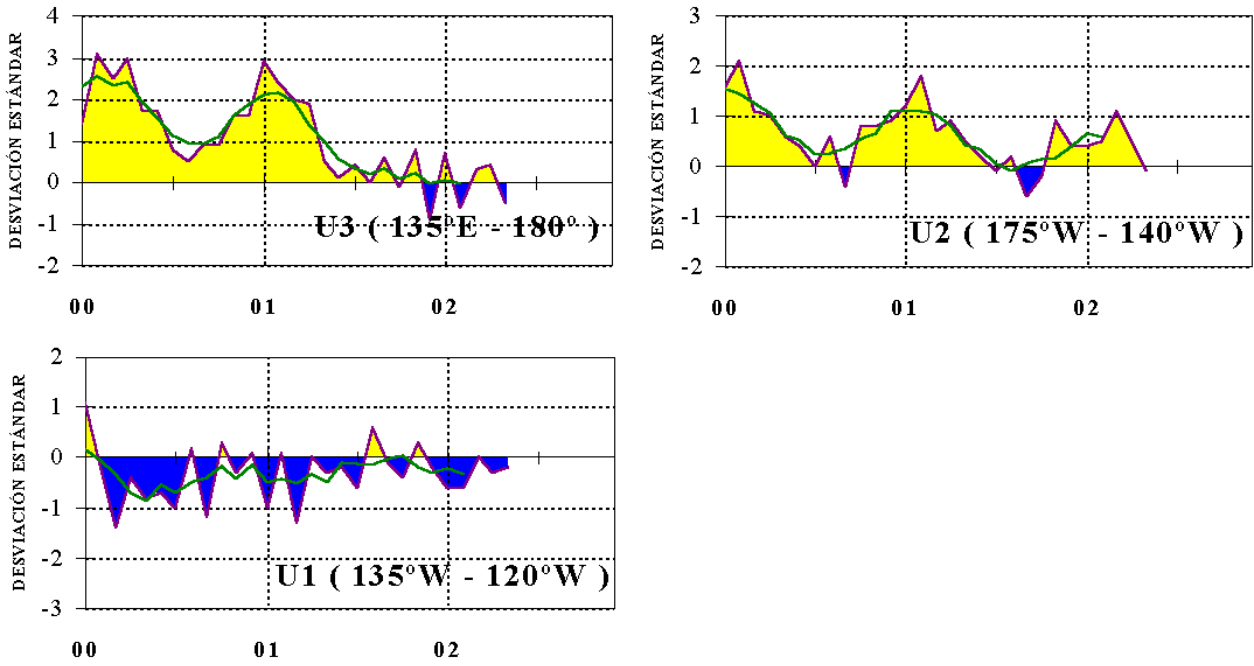 DESVIACIÓN ESTÁNDAR
4
3
2
1
0
-1
-2
U3 ( 135°E - 180° )
00 01 02
DESVIACIÓN ESTÁNDAR
3
2
1
0
-1
-2
U2 ( 175°W - 140°W )
00 01 02
DESVIACIÓN ESTÁNDAR
2
1
0
-1
-2
-3
U1 ( 135°W - 120°W )
00 01 02